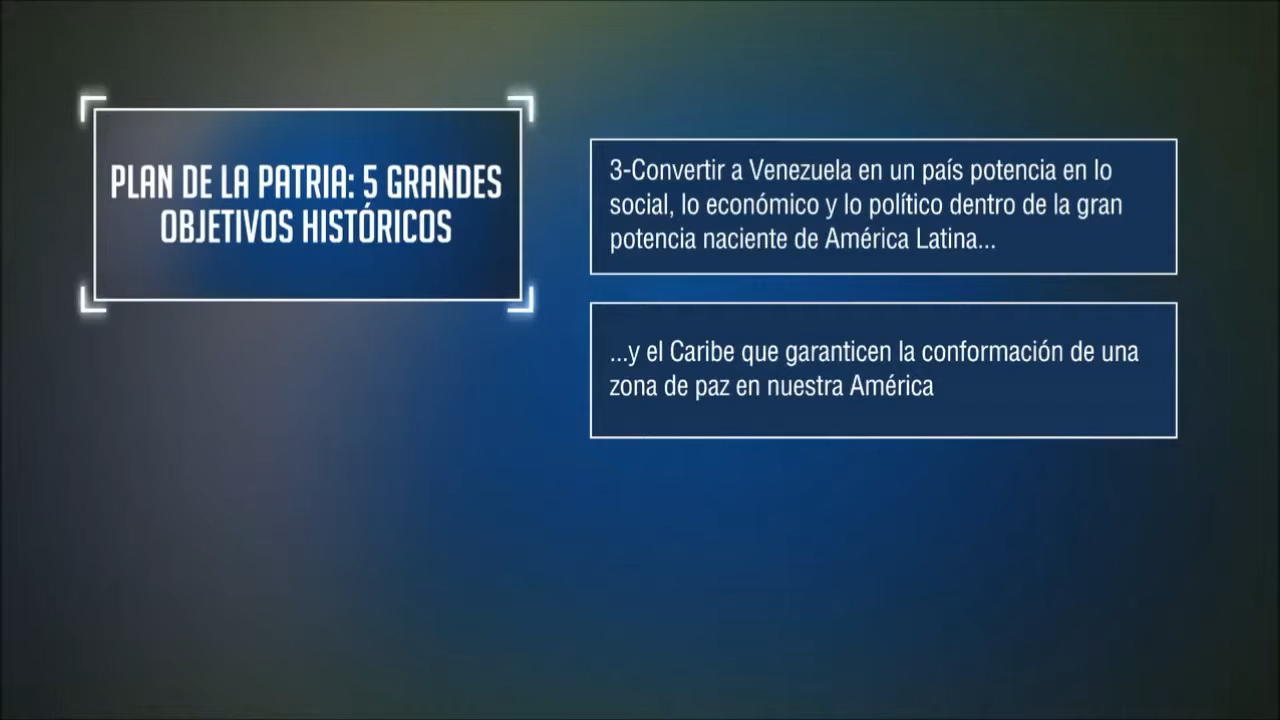 PLAN DE LA PATRIA: 5 GRANDES
OBJETIVOS HISTÓRICOS
3-Convertir a Venezuela en un país potencia en lo
social, lo económico y lo político dentro de la gran
potencia naciente de América Latina...
...y el Caribe que garanticen la conformación de una
zona de paz en nuestra América